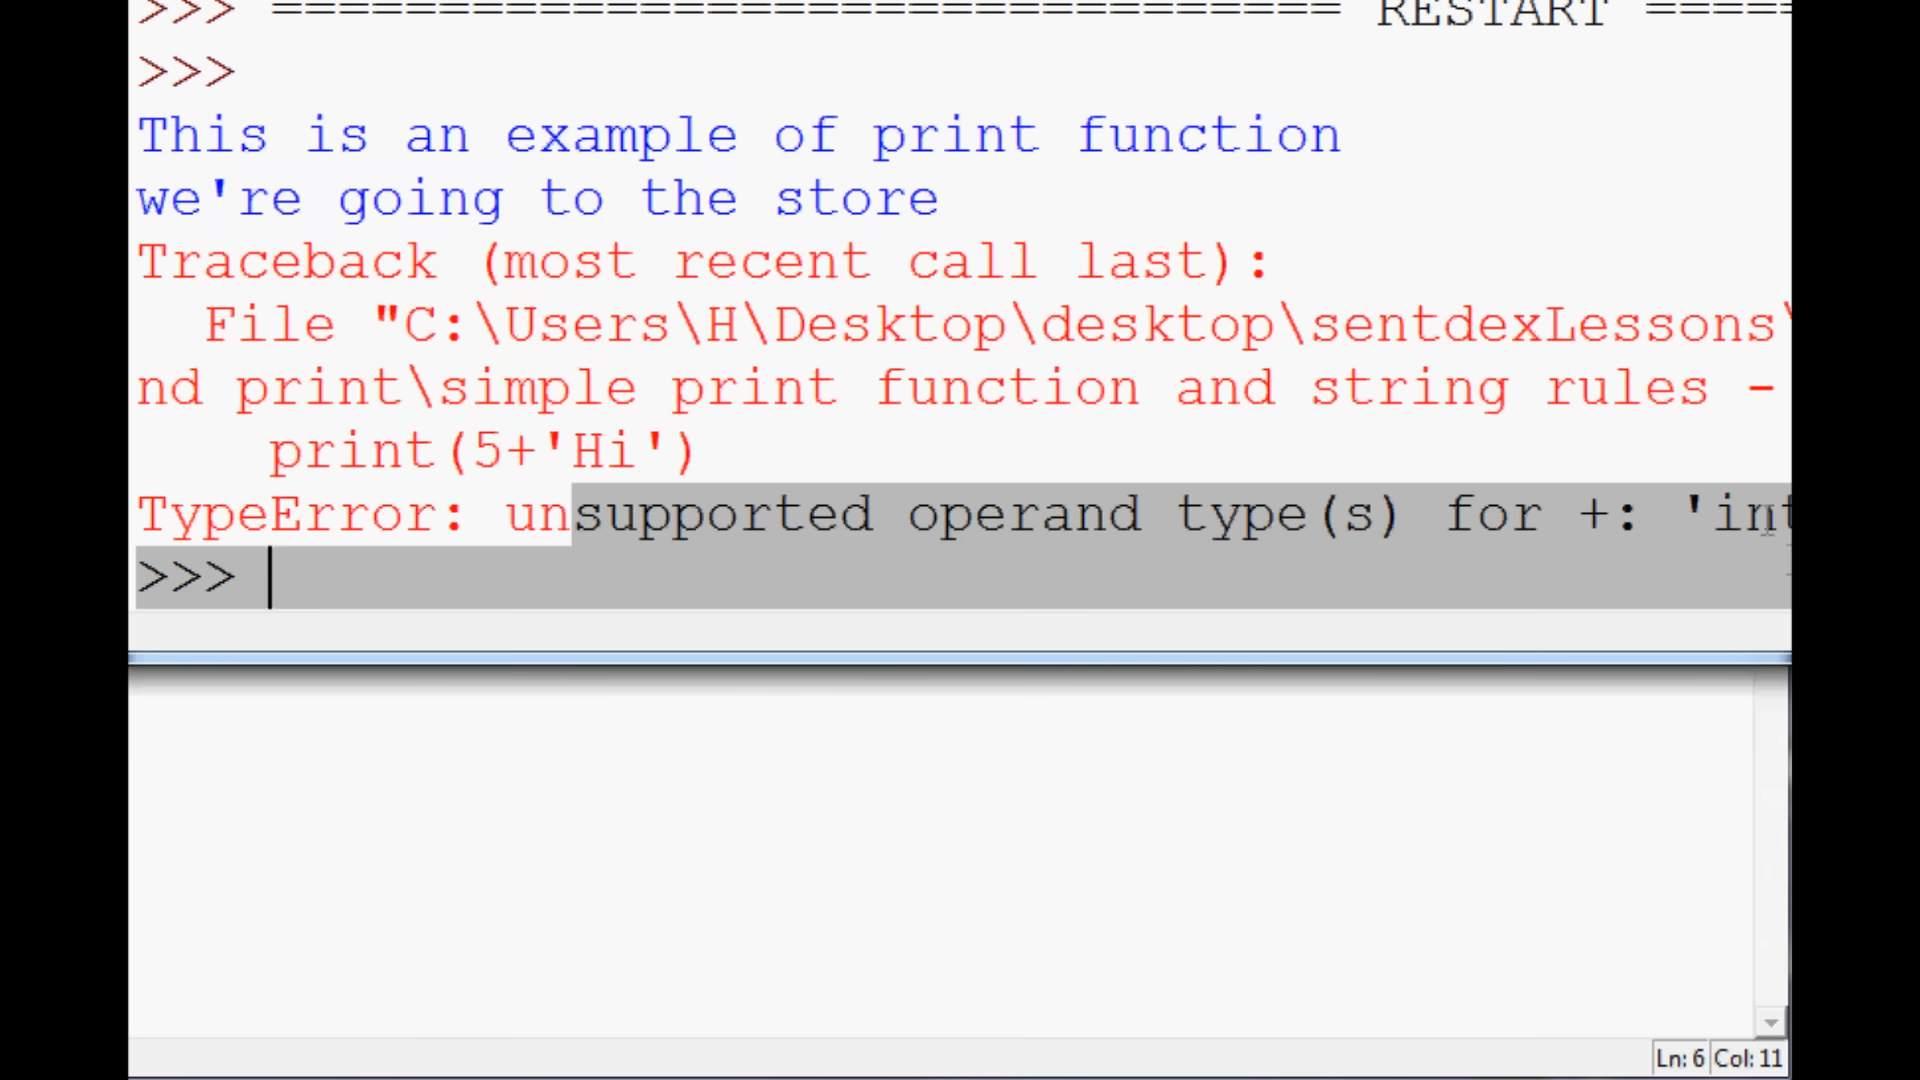 >>> ================================ RESTART =====
>>>
This is an example of print function
we're going to the store
Traceback (most recent call last):
  File "C:\Users\H\Desktop\desktop\sentdexLessons\
nd print\simple print function and string rules -
    print(5+'Hi')
TypeError: unsupported operand type(s) for +: 'int
>>>
Ln: 6 Col: 11